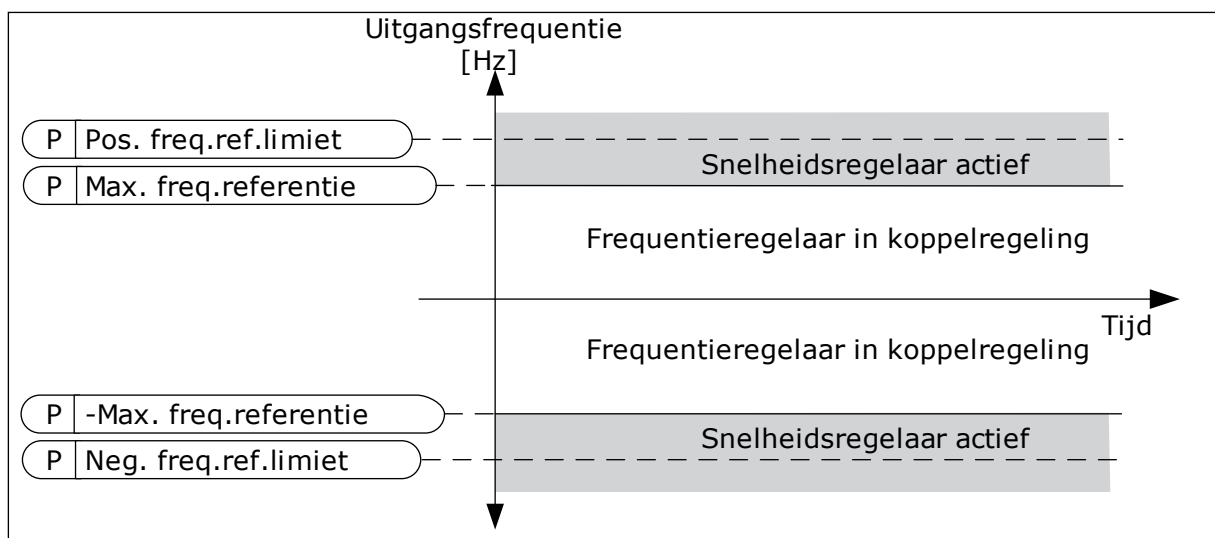 Uitgangsfrequentie
[Hz]
P Pos. freq.ref.limiet
Snelheidsregelaar actief
P Max. freq.referentie
Frequentieregelaar in koppelregeling
Tijd
Frequentieregelaar in koppelregeling
P -Max. freq.referentie
Snelheidsregelaar actief
P Neg. freq.ref.limiet